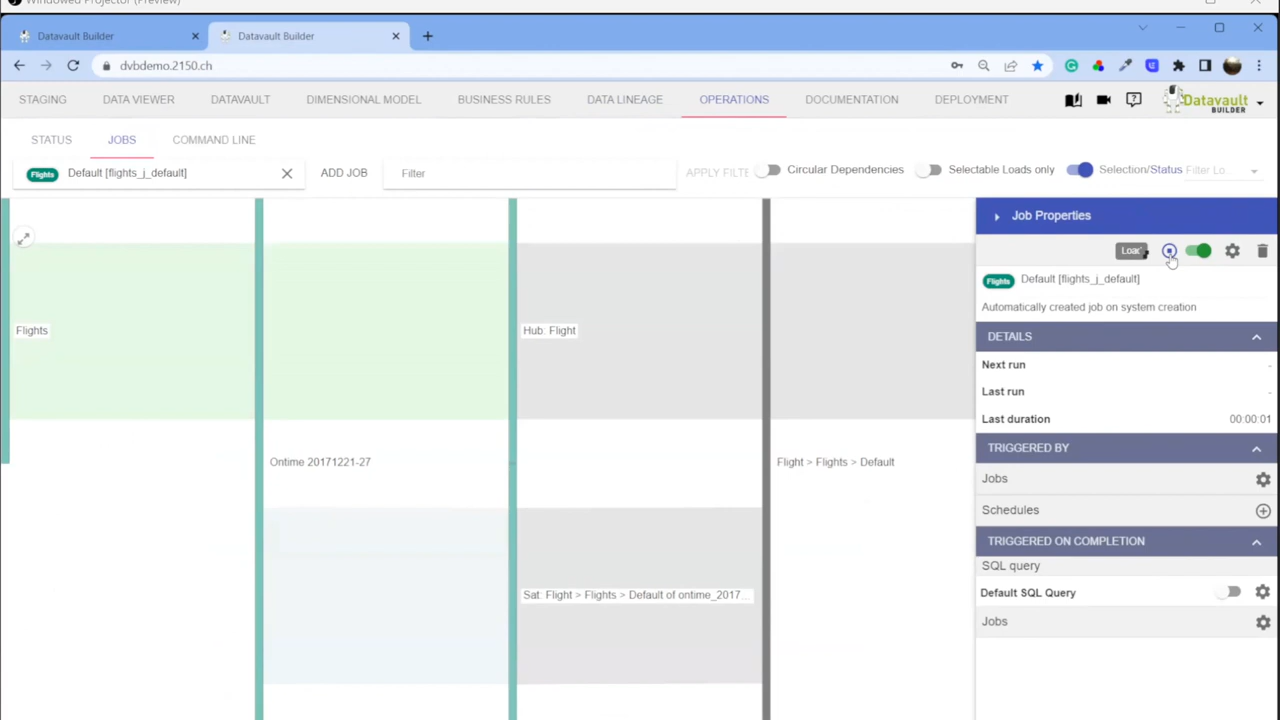 Windowed Projector (Preview)
Datavault Builder
Datavault Builder
dvbdemo.2150.ch
STAGING DATA VIEWER DATAVAULT DIMENSIONAL MODEL BUSINESS RULES DATA LINEAGE OPERATIONS DOCUMENTATION DEPLOYMENT
Datavault
BUILDER
STATUS JOBS COMMAND LINE
Flights Default [flights_j_default] ADD JOB Filter APPLY FILTE Circular Dependencies Selectable Loads only Selection/Status Filter Lo...
Job Properties
Flights Default [flights_j_default]
Automatically created job on system creation
DETAILS
Next run -
Last run -
Last duration 00:00:01
TRIGGERED BY
Jobs
Schedules
TRIGGERED ON COMPLETION
SQL query
Default SQL Query
Jobs
Flights
Hub: Flight
Ontime 20171221-27
Flight > Flights > Default
Sat: Flight > Flights > Default of ontime_2017...